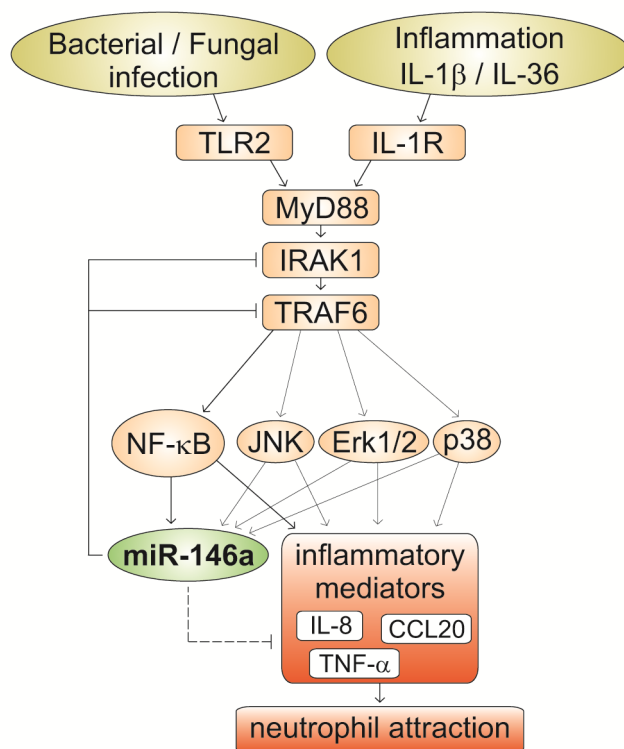 Bacterial / Fungal
infection
Inflammation
IL-1β / IL-36
TLR2
IL-1R
MyD88
IRAK1
TRAF6
NF-κB
JNK
Erk1/2
p38
miR-146a
inflammatory
mediators
IL-8
CCL20
TNF-α
neutrophil attraction